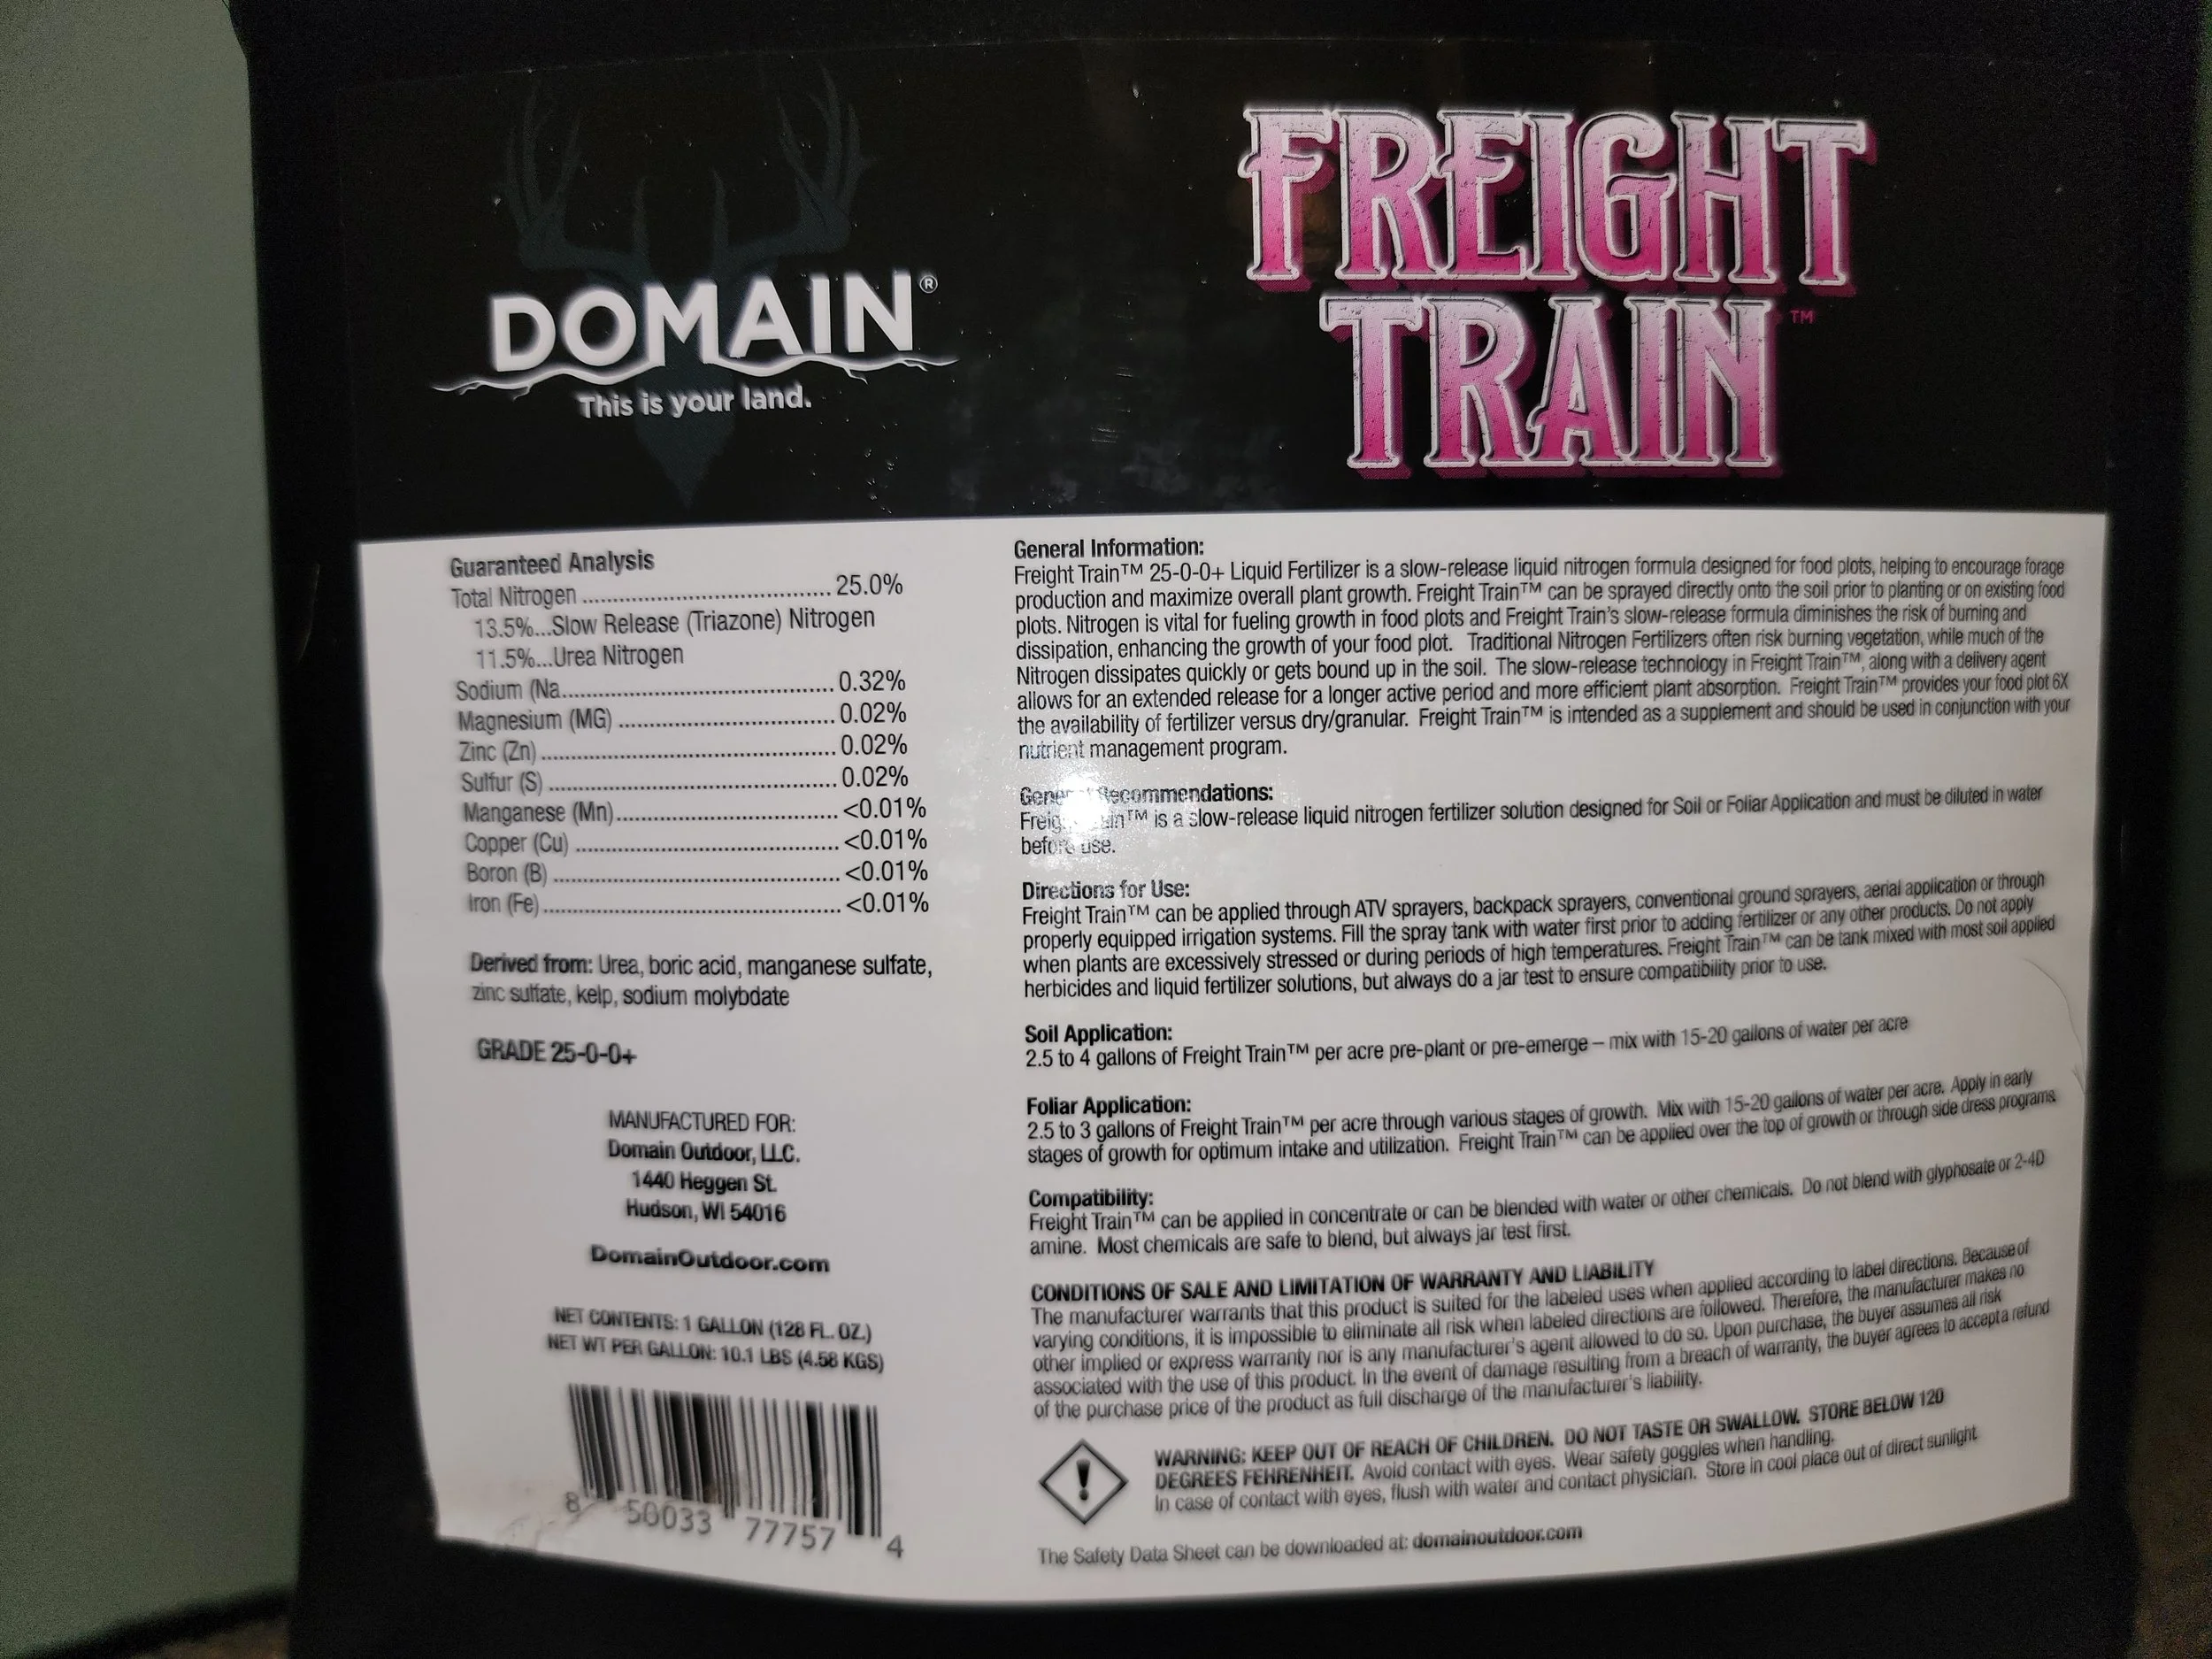 DOMAIN®
This is your land.
FREIGHT
TRAIN™
Guaranteed Analysis
Total Nitrogen ........................................ 25.0%
13.5%...Slow Release (Triazone) Nitrogen
11.5%...Urea Nitrogen
Sodium (Na............................................. 0.32%
Magnesium (MG) .................................... 0.02%
Zinc (Zn) ................................................ 0.02%
Sulfur (S) ............................................... 0.02%
Manganese (Mn)..................................... <0.01%
Copper (Cu) ........................................... <0.01%
Boron (B) ............................................... <0.01%
Iron (Fe) ................................................. <0.01%
Derived from: Urea, boric acid, manganese sulfate,
zinc sulfate, kelp, sodium molybdate
GRADE 25-0-0+
MANUFACTURED FOR:
Domain Outdoor, LLC.
1440 Heggen St.
Hudson, WI 54016
DomainOutdoor.com
NET CONTENTS: 1 GALLON (128 FL. OZ.)
NET WT PER GALLON: 10.1 LBS (4.58 KGS)
8 50033 77757 4
General Information:
Freight Train™ 25-0-0+ Liquid Fertilizer is a slow-release liquid nitrogen formula designed for food plots, helping to encourage forage
production and maximize overall plant growth. Freight Train™ can be sprayed directly onto the soil prior to planting or on existing food
plots. Nitrogen is vital for fueling growth in food plots and Freight Train's slow-release formula diminishes the risk of burning and
dissipation, enhancing the growth of your food plot. Traditional Nitrogen Fertilizers often risk burning vegetation, while much of the
Nitrogen dissipates quickly or gets bound up in the soil. The slow-release technology in Freight Train™, along with a delivery agent
allows for an extended release for a longer active period and more efficient plant absorption. Freight Train™ provides your food plot 6X
the availability of fertilizer versus dry/granular. Freight Train™ is intended as a supplement and should be used in conjunction with your
nutrient management program.
General Recommendations:
Freight Train™ is a slow-release liquid nitrogen fertilizer solution designed for Soil or Foliar Application and must be diluted in water
before use.
Directions for Use:
Freight Train™ can be applied through ATV sprayers, backpack sprayers, conventional ground sprayers, aerial application or through
properly equipped irrigation systems. Fill the spray tank with water first prior to adding fertilizer or any other products. Do not apply
when plants are excessively stressed or during periods of high temperatures. Freight Train™ can be tank mixed with most soil applied
herbicides and liquid fertilizer solutions, but always do a jar test to ensure compatibility prior to use.
Soil Application:
2.5 to 4 gallons of Freight Train™ per acre pre-plant or pre-emerge – mix with 15-20 gallons of water per acre
Foliar Application:
2.5 to 3 gallons of Freight Train™ per acre through various stages of growth. Mix with 15-20 gallons of water per acre. Apply in early
stages of growth for optimum intake and utilization. Freight Train™ can be applied over the top of growth or through side dress programs
Compatibility:
Freight Train™ can be applied in concentrate or can be blended with water or other chemicals. Do not blend with glyphosate or 2-4D
amine. Most chemicals are safe to blend, but always jar test first.
CONDITIONS OF SALE AND LIMITATION OF WARRANTY AND LIABILITY
The manufacturer warrants that this product is suited for the labeled uses when applied according to label directions. Because of
varying conditions, it is impossible to eliminate all risk when labeled directions are followed. Therefore, the manufacturer makes no
other implied or express warranty nor is any manufacturer's agent allowed to do so. Upon purchase, the buyer assumes all risk
associated with the use of this product. In the event of damage resulting from a breach of warranty, the buyer agrees to accept a refund
of the purchase price of the product as full discharge of the manufacturer's liability.
WARNING: KEEP OUT OF REACH OF CHILDREN. DO NOT TASTE OR SWALLOW. STORE BELOW 120
DEGREES FEHRENHEIT. Avoid contact with eyes. Wear safety goggles when handling.
In case of contact with eyes, flush with water and contact physician. Store in cool place out of direct sunlight
The Safety Data Sheet can be downloaded at: domainoutdoor.com